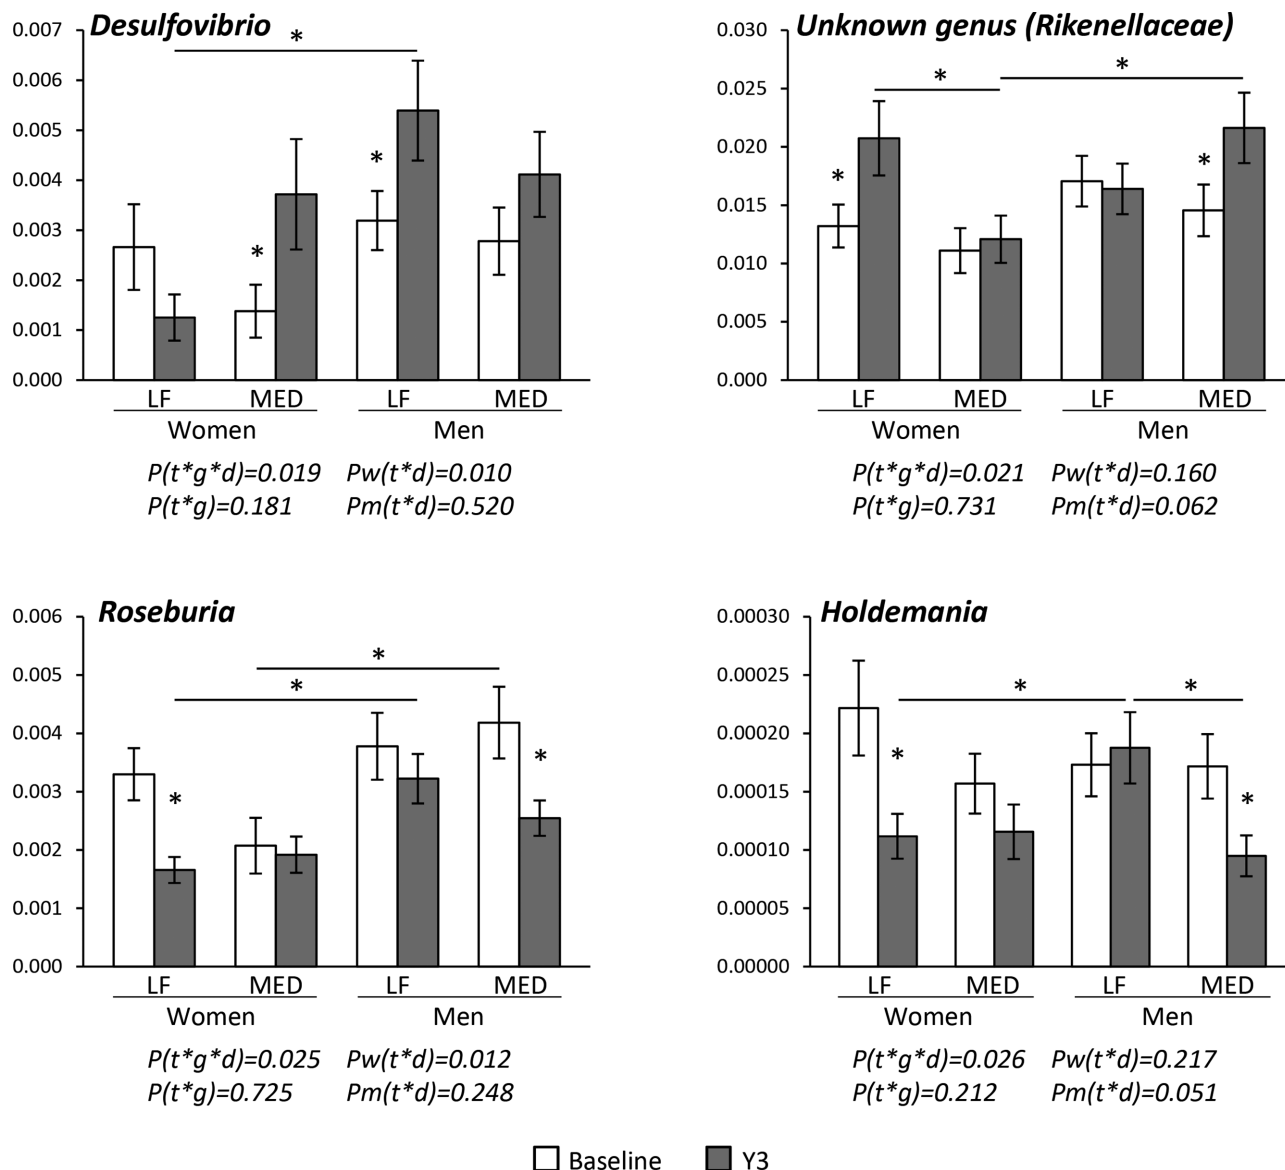 Desulfovibrio
*
0.007
0.006
0.005
0.004
0.003
0.002
0.001
0.000
*
*
LF
MED
LF
MED
Women
Men
P(t*g*d)=0.019
Pw(t*d)=0.010
P(t*g)=0.181
Pm(t*d)=0.520
Unknown genus (Rikenellaceae)
0.030
0.025
0.020
0.015
0.010
0.005
0.000
*
*
*
*
LF
MED
LF
MED
Women
Men
P(t*g*d)=0.021
Pw(t*d)=0.160
P(t*g)=0.731
Pm(t*d)=0.062
Roseburia
0.006
0.005
0.004
0.003
0.002
0.001
0.000
*
*
*
*
LF
MED
LF
MED
Women
Men
P(t*g*d)=0.025
Pw(t*d)=0.012
P(t*g)=0.725
Pm(t*d)=0.248
Holdemania
0.00030
0.00025
0.00020
0.00015
0.00010
0.00005
0.00000
*
*
*
*
LF
MED
LF
MED
Women
Men
P(t*g*d)=0.026
Pw(t*d)=0.217
P(t*g)=0.212
Pm(t*d)=0.051
Baseline
Y3